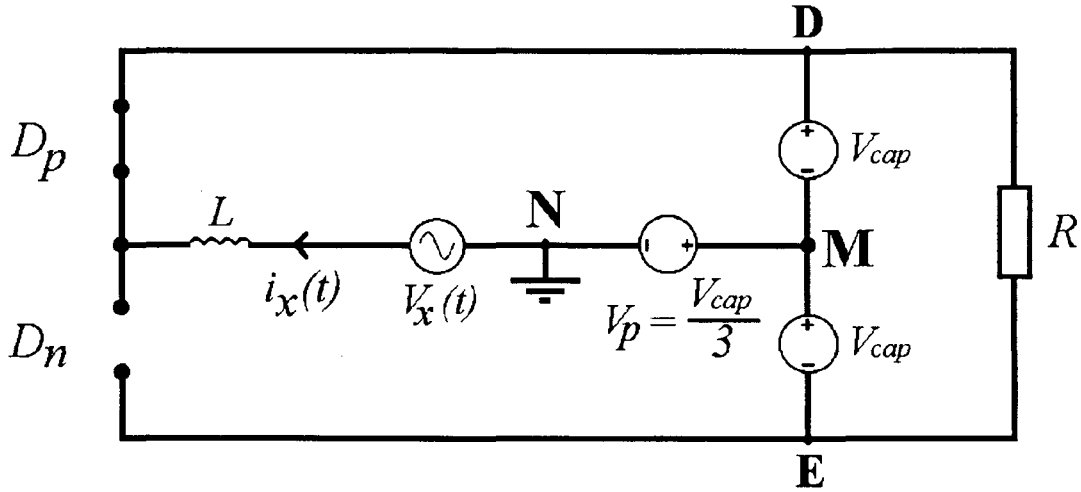 D
D_p
+
V_cap
-
L
N
M
R
i_x(t)
V_x(t)
- +
V_p = V_cap/3
D_n
+
V_cap
-
E